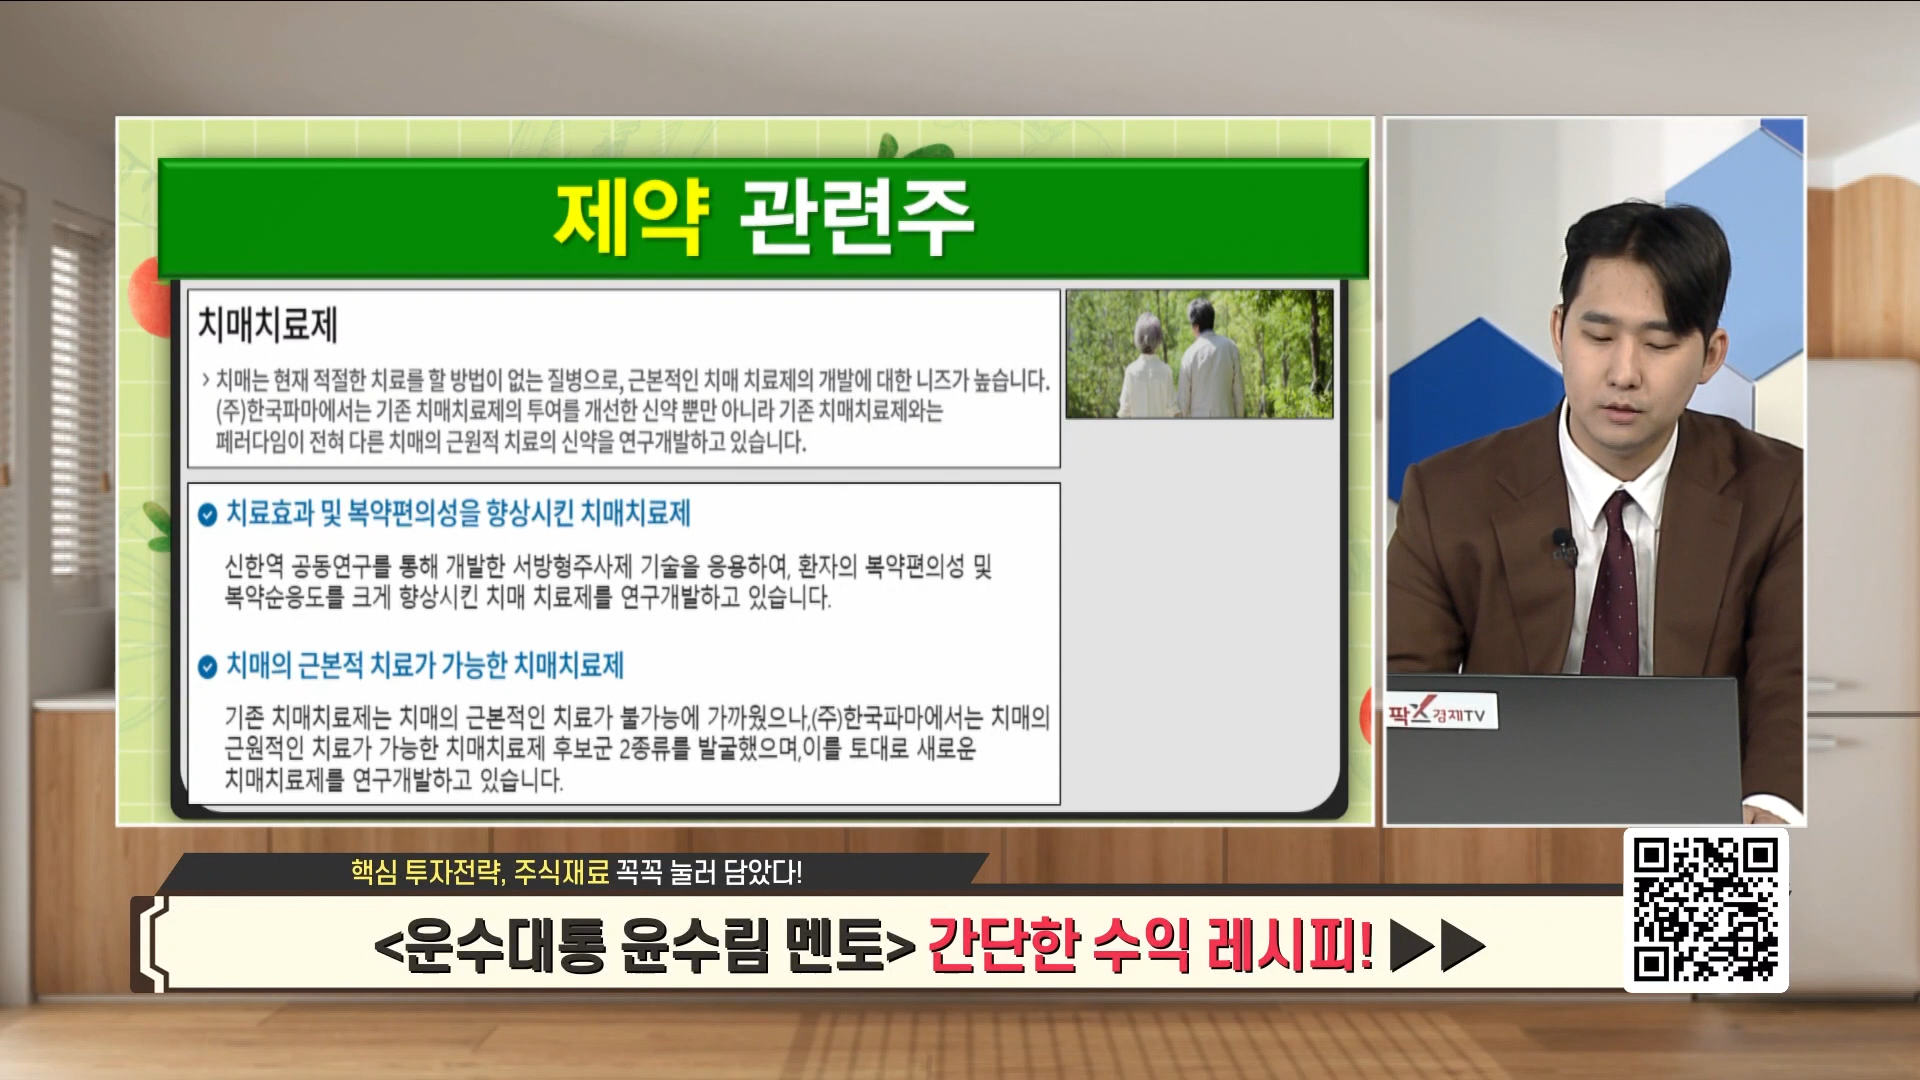 제약 관련주
치매치료제
› 치매는 현재 적절한 치료를 할 방법이 없는 질병으로, 근본적인 치매 치료제의 개발에 대한 니즈가 높습니다.
(주)한국파마에서는 기존 치매치료제의 투여를 개선한 신약 뿐만 아니라 기존 치매치료제와는
페러다임이 전혀 다른 치매의 근원적 치료의 신약을 연구개발하고 있습니다.
치료효과 및 복약편의성을 향상시킨 치매치료제
신한역 공동연구를 통해 개발한 서방형주사제 기술을 응용하여, 환자의 복약편의성 및
복약순응도를 크게 향상시킨 치매 치료제를 연구개발하고 있습니다.
치매의 근본적 치료가 가능한 치매치료제
기존 치매치료제는 치매의 근본적인 치료가 불가능에 가까웠으나,(주)한국파마에서는 치매의
근원적인 치료가 가능한 치매치료제 후보군 2종류를 발굴했으며,이를 토대로 새로운
치매치료제를 연구개발하고 있습니다.
팍스경제TV
핵심 투자전략, 주식재료 꼭꼭 눌러 담았다!
<운수대통 윤수림 멘토> 간단한 수익 레시피! ▶▶